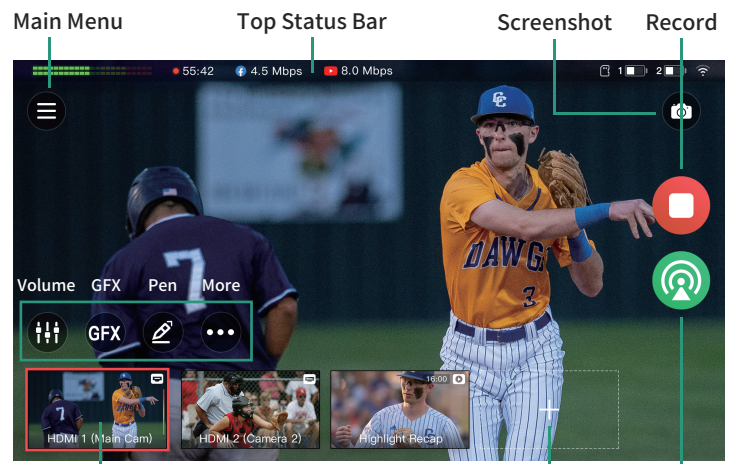 Main Menu
Top Status Bar
Screenshot
Record
55:42
4.5 Mbps
8.0 Mbps
1
2
CC
7
DAWGS
3
Volume
GFX
Pen
More
GFX
7
HDMI 1 (Main Cam)
HDMI 2 (Camera 2)
16:00
Highlight Recap